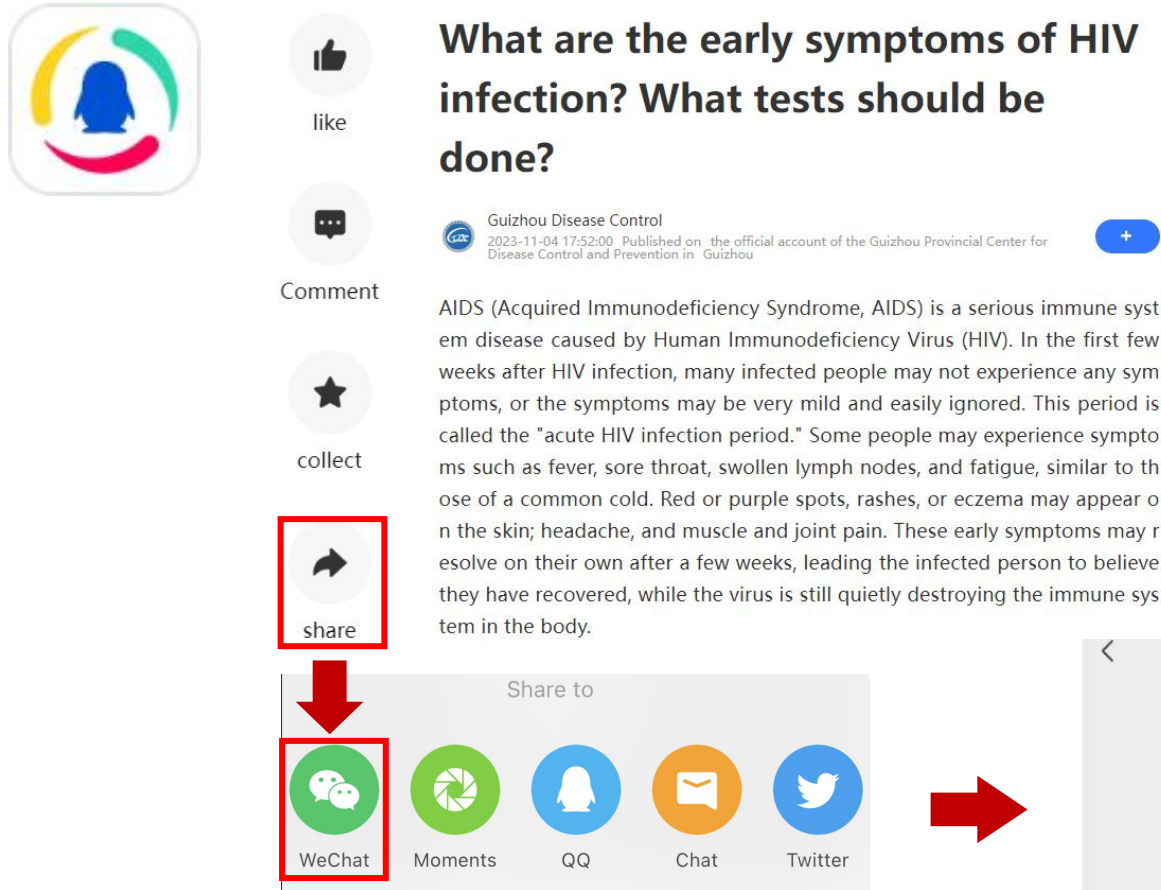 like
Comment
collect
share
What are the early symptoms of HIV
infection? What tests should be
done?
CDC
Guizhou Disease Control
2023-11-04 17:52:00 Published on the official account of the Guizhou Provincial Center for
Disease Control and Prevention in Guizhou
+
AIDS (Acquired Immunodeficiency Syndrome, AIDS) is a serious immune syst
em disease caused by Human Immunodeficiency Virus (HIV). In the first few
weeks after HIV infection, many infected people may not experience any sym
ptoms, or the symptoms may be very mild and easily ignored. This period is
called the "acute HIV infection period." Some people may experience sympto
ms such as fever, sore throat, swollen lymph nodes, and fatigue, similar to th
ose of a common cold. Red or purple spots, rashes, or eczema may appear o
n the skin; headache, and muscle and joint pain. These early symptoms may r
esolve on their own after a few weeks, leading the infected person to believe
they have recovered, while the virus is still quietly destroying the immune sys
tem in the body.
Share to
WeChat
Moments
QQ
Chat
Twitter